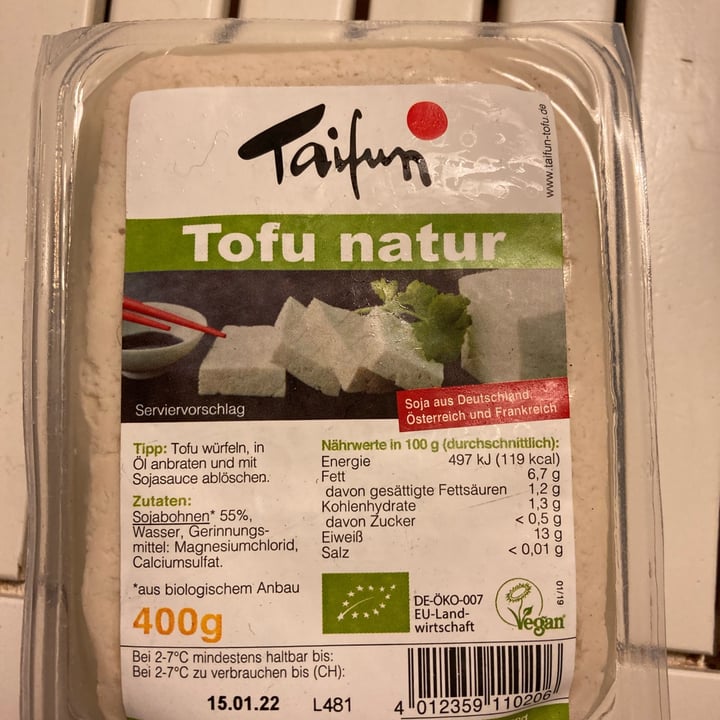 Taifun
www.taifun-tofu.de
Tofu natur
Serviervorschlag
Soja aus Deutschland,
Österreich und Frankreich
Tipp: Tofu würfeln, in
Öl anbraten und mit
Sojasauce ablöschen.
Zutaten:
Sojabohnen* 55%,
Wasser, Gerinnungs-
mittel: Magnesiumchlorid,
Calciumsulfat.
*aus biologischem Anbau
400g
Nährwerte in 100 g (durchschnittlich):
Energie 497 kJ (119 kcal)
Fett 6,7 g
davon gesättigte Fettsäuren 1,2 g
Kohlenhydrate 1,3 g
davon Zucker < 0,5 g
Eiweiß 13 g
Salz < 0,01 g
DE-ÖKO-007
EU-Land-
wirtschaft
Vegan
01/19
Bei 2-7°C mindestens haltbar bis:
Bei 2-7°C zu verbrauchen bis (CH):
15.01.22 L481
4 012359 110206